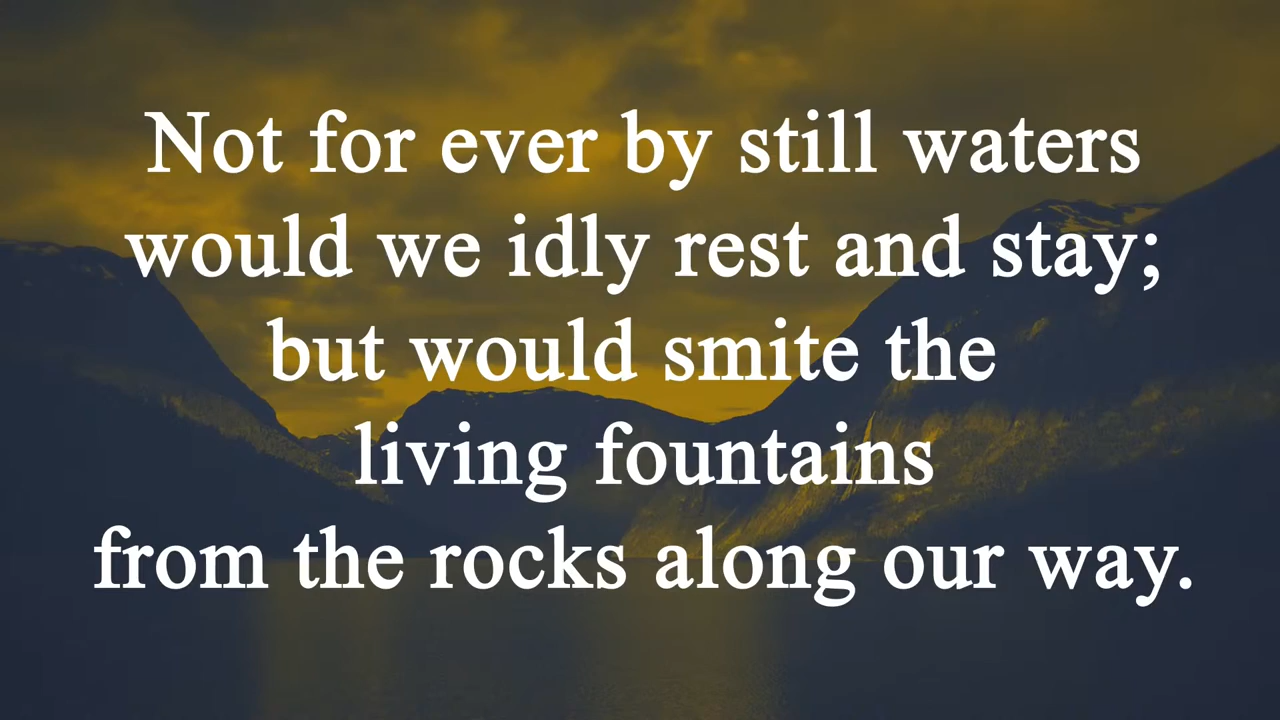 Not for ever by still waters
would we idly rest and stay;
but would smite the
living fountains
from the rocks along our way.